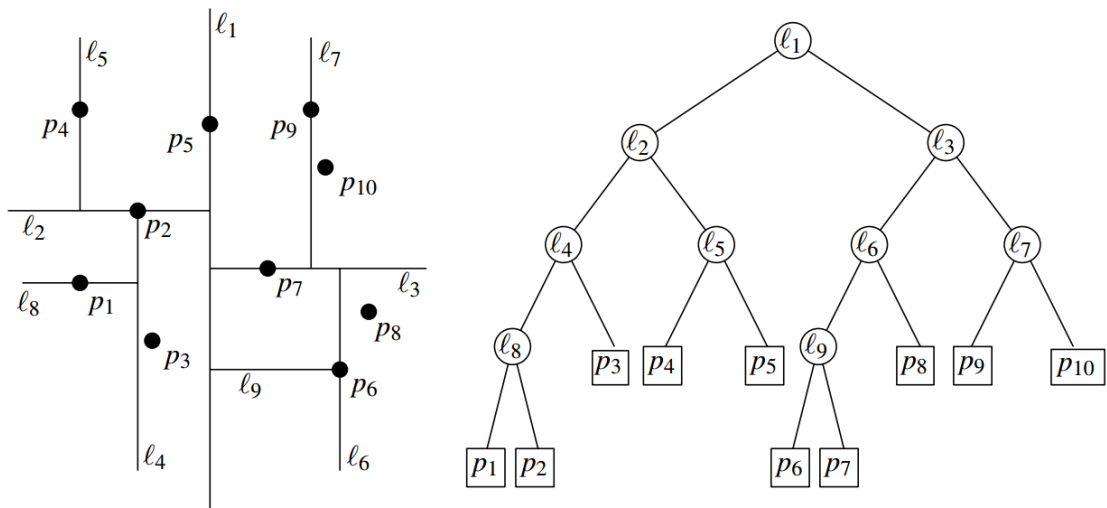 ℓ1
ℓ5
ℓ7
p4
p5
p9
p10
ℓ2
p2
p7
ℓ3
ℓ8
p1
p8
p3
ℓ9
p6
ℓ4
ℓ6
ℓ1
ℓ2 ℓ3
ℓ4 ℓ5 ℓ6 ℓ7
ℓ8 p3 p4 p5 ℓ9 p8 p9 p10
p1 p2 p6 p7